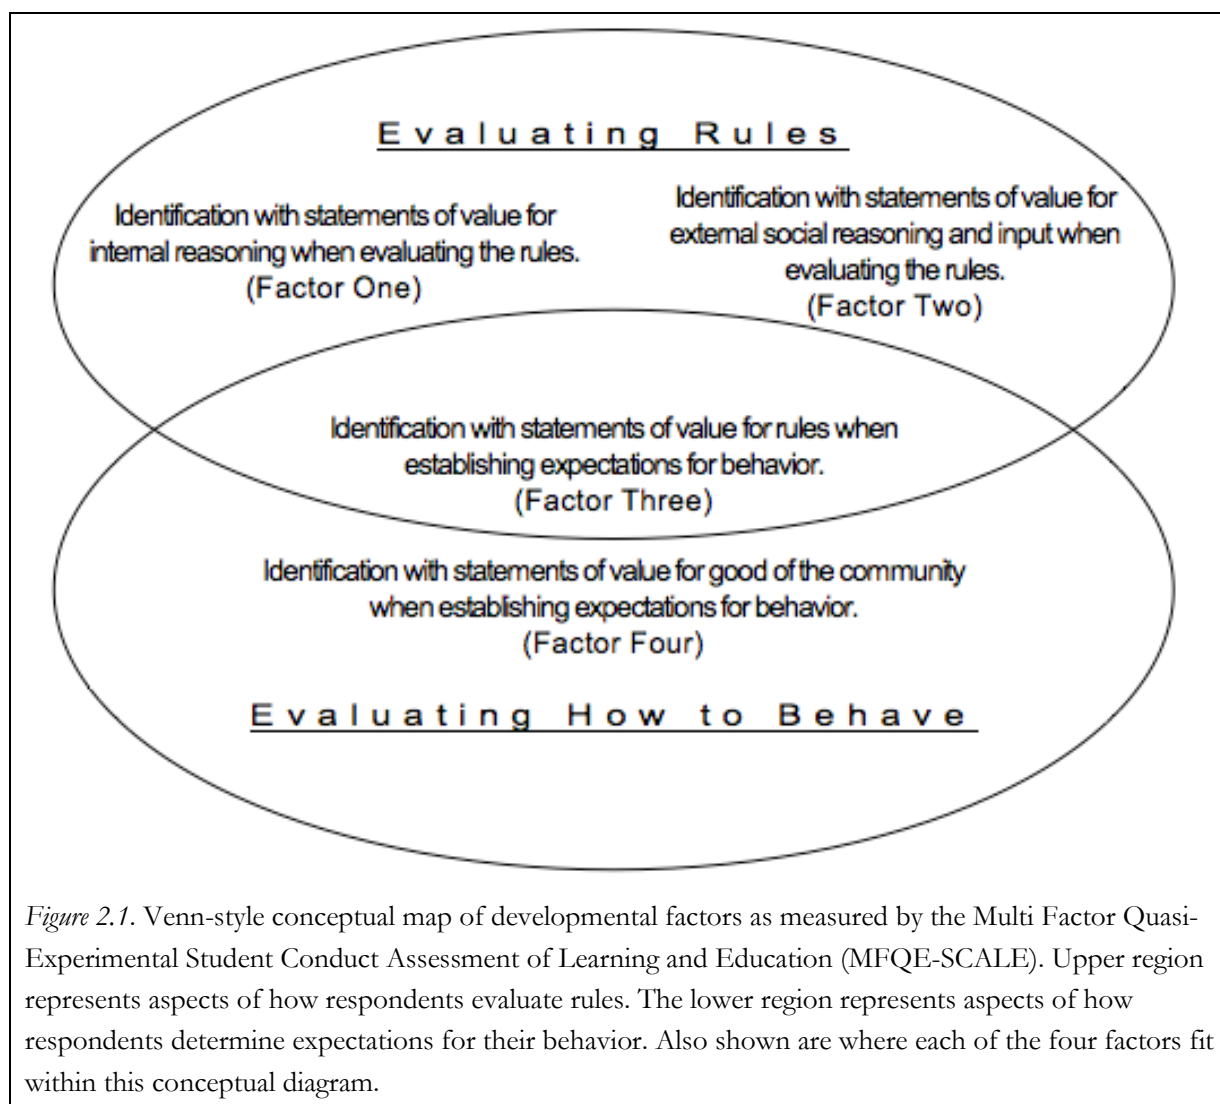 Evaluating Rules
Identification with statements of value for
internal reasoning when evaluating the rules.
(Factor One)
Identification with statements of value for
external social reasoning and input when
evaluating the rules.
(Factor Two)
Identification with statements of value for rules when
establishing expectations for behavior.
(Factor Three)
Identification with statements of value for good of the community
when establishing expectations for behavior.
(Factor Four)
Evaluating How to Behave
Figure 2.1. Venn-style conceptual map of developmental factors as measured by the Multi Factor Quasi-
Experimental Student Conduct Assessment of Learning and Education (MFQE-SCALE). Upper region
represents aspects of how respondents evaluate rules. The lower region represents aspects of how
respondents determine expectations for their behavior. Also shown are where each of the four factors fit
within this conceptual diagram.